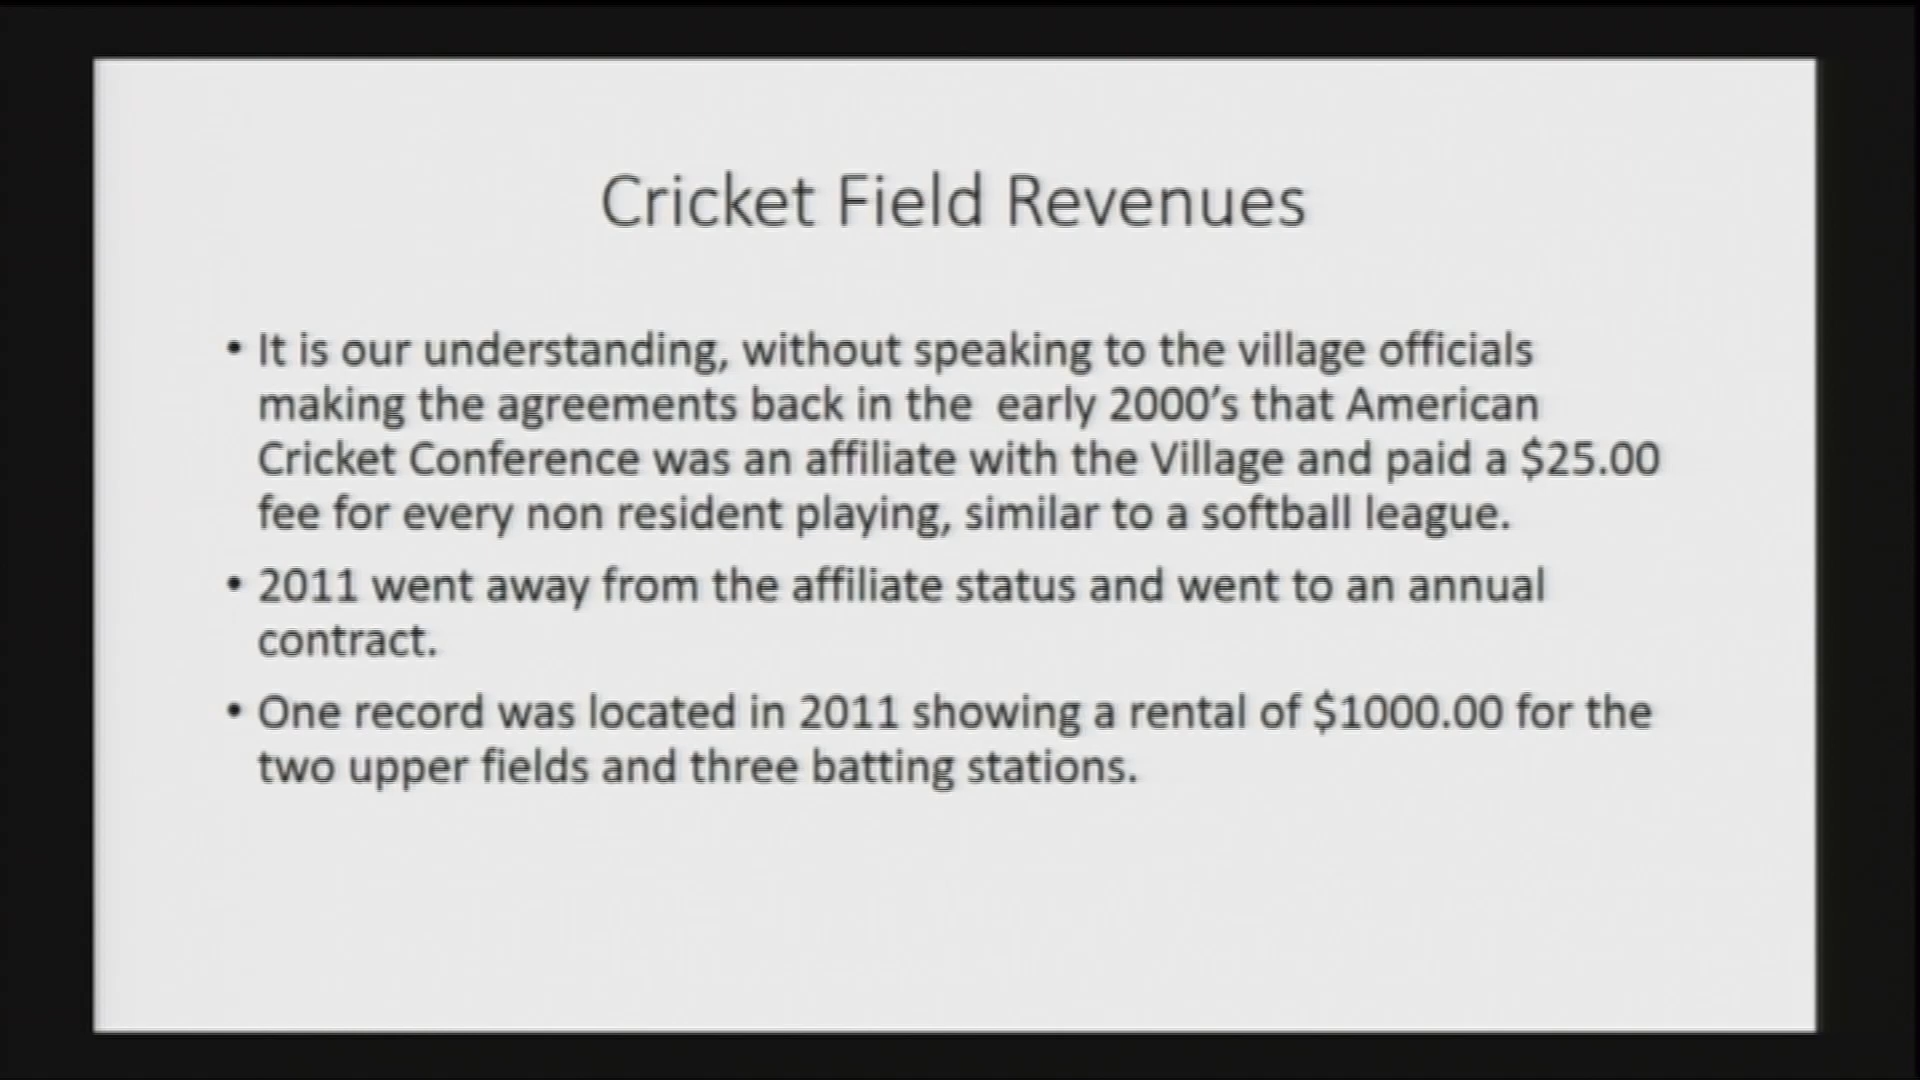 Cricket Field Revenues
• It is our understanding, without speaking to the village officials
making the agreements back in the  early 2000's that American
Cricket Conference was an affiliate with the Village and paid a $25.00
fee for every non resident playing, similar to a softball league.
• 2011 went away from the affiliate status and went to an annual
contract.
• One record was located in 2011 showing a rental of $1000.00 for the
two upper fields and three batting stations.